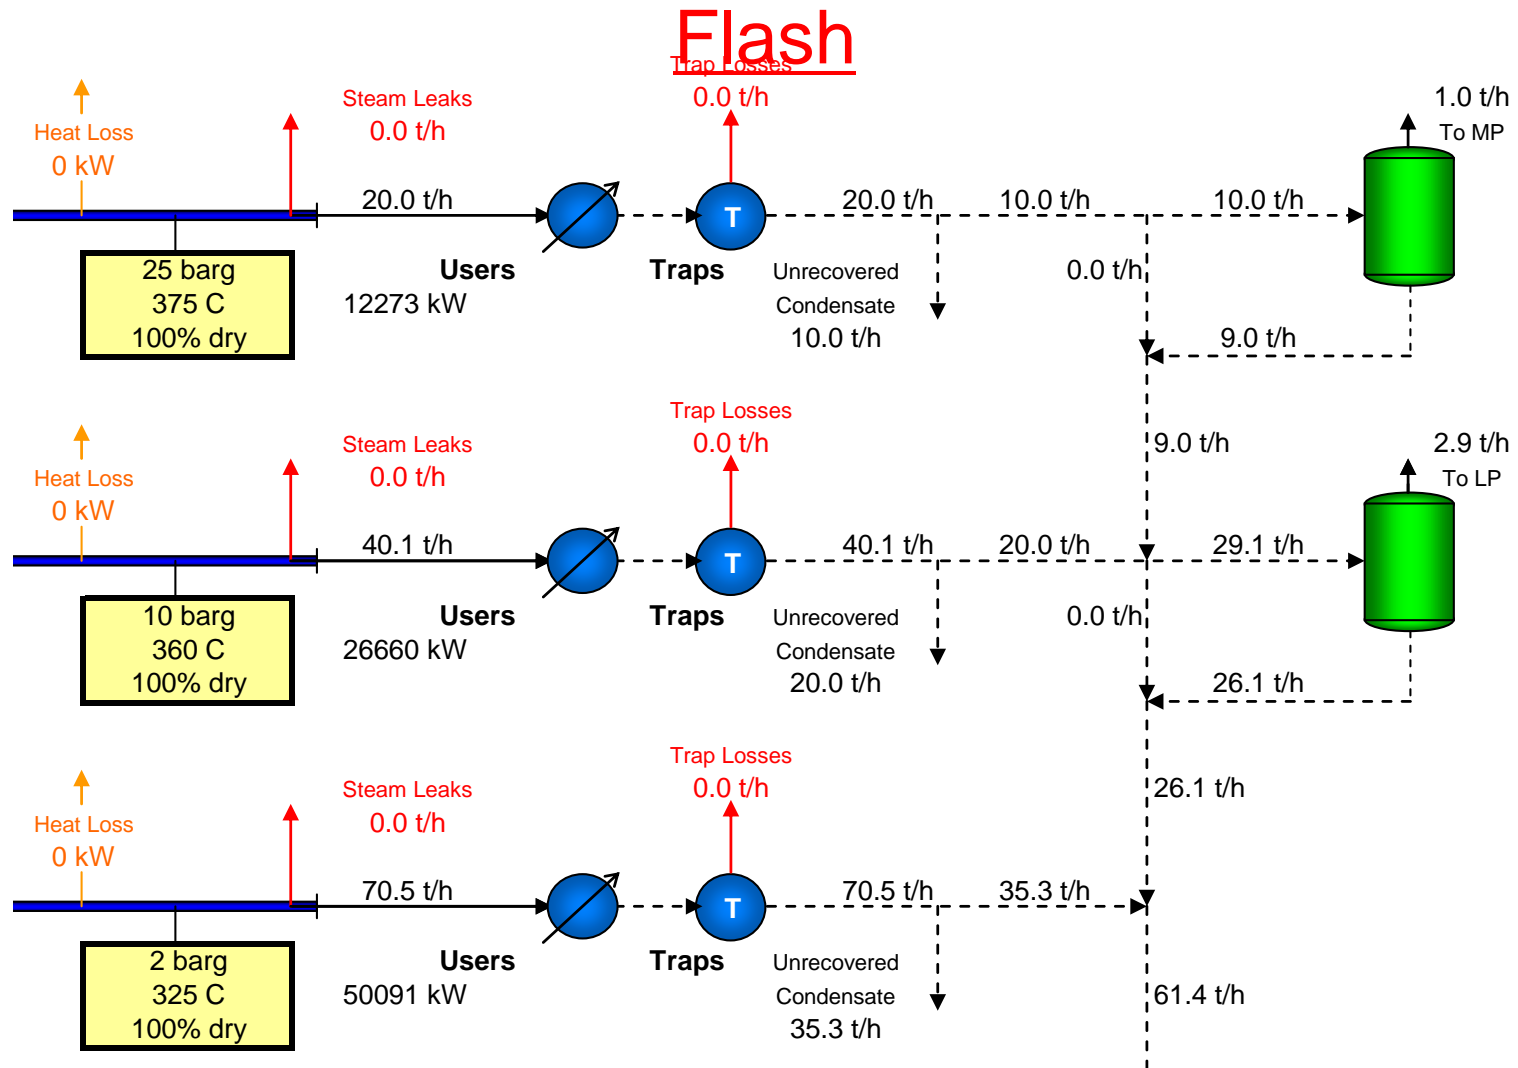 Flash
Trap Losses
0.0 t/h
1.0 t/h
To MP
Steam Leaks
0.0 t/h
Heat Loss
0 kW
20.0 t/h
T
20.0 t/h
10.0 t/h
10.0 t/h
25 barg
375 C
100% dry
Users
12273 kW
Traps
Unrecovered
Condensate
10.0 t/h
0.0 t/h
9.0 t/h
Trap Losses
0.0 t/h
9.0 t/h
2.9 t/h
To LP
Steam Leaks
0.0 t/h
Heat Loss
0 kW
40.1 t/h
T
40.1 t/h
20.0 t/h
29.1 t/h
10 barg
360 C
100% dry
Users
26660 kW
Traps
Unrecovered
Condensate
20.0 t/h
0.0 t/h
26.1 t/h
Trap Losses
0.0 t/h
26.1 t/h
Steam Leaks
0.0 t/h
Heat Loss
0 kW
70.5 t/h
T
70.5 t/h
35.3 t/h
2 barg
325 C
100% dry
Users
50091 kW
Traps
Unrecovered
Condensate
35.3 t/h
61.4 t/h